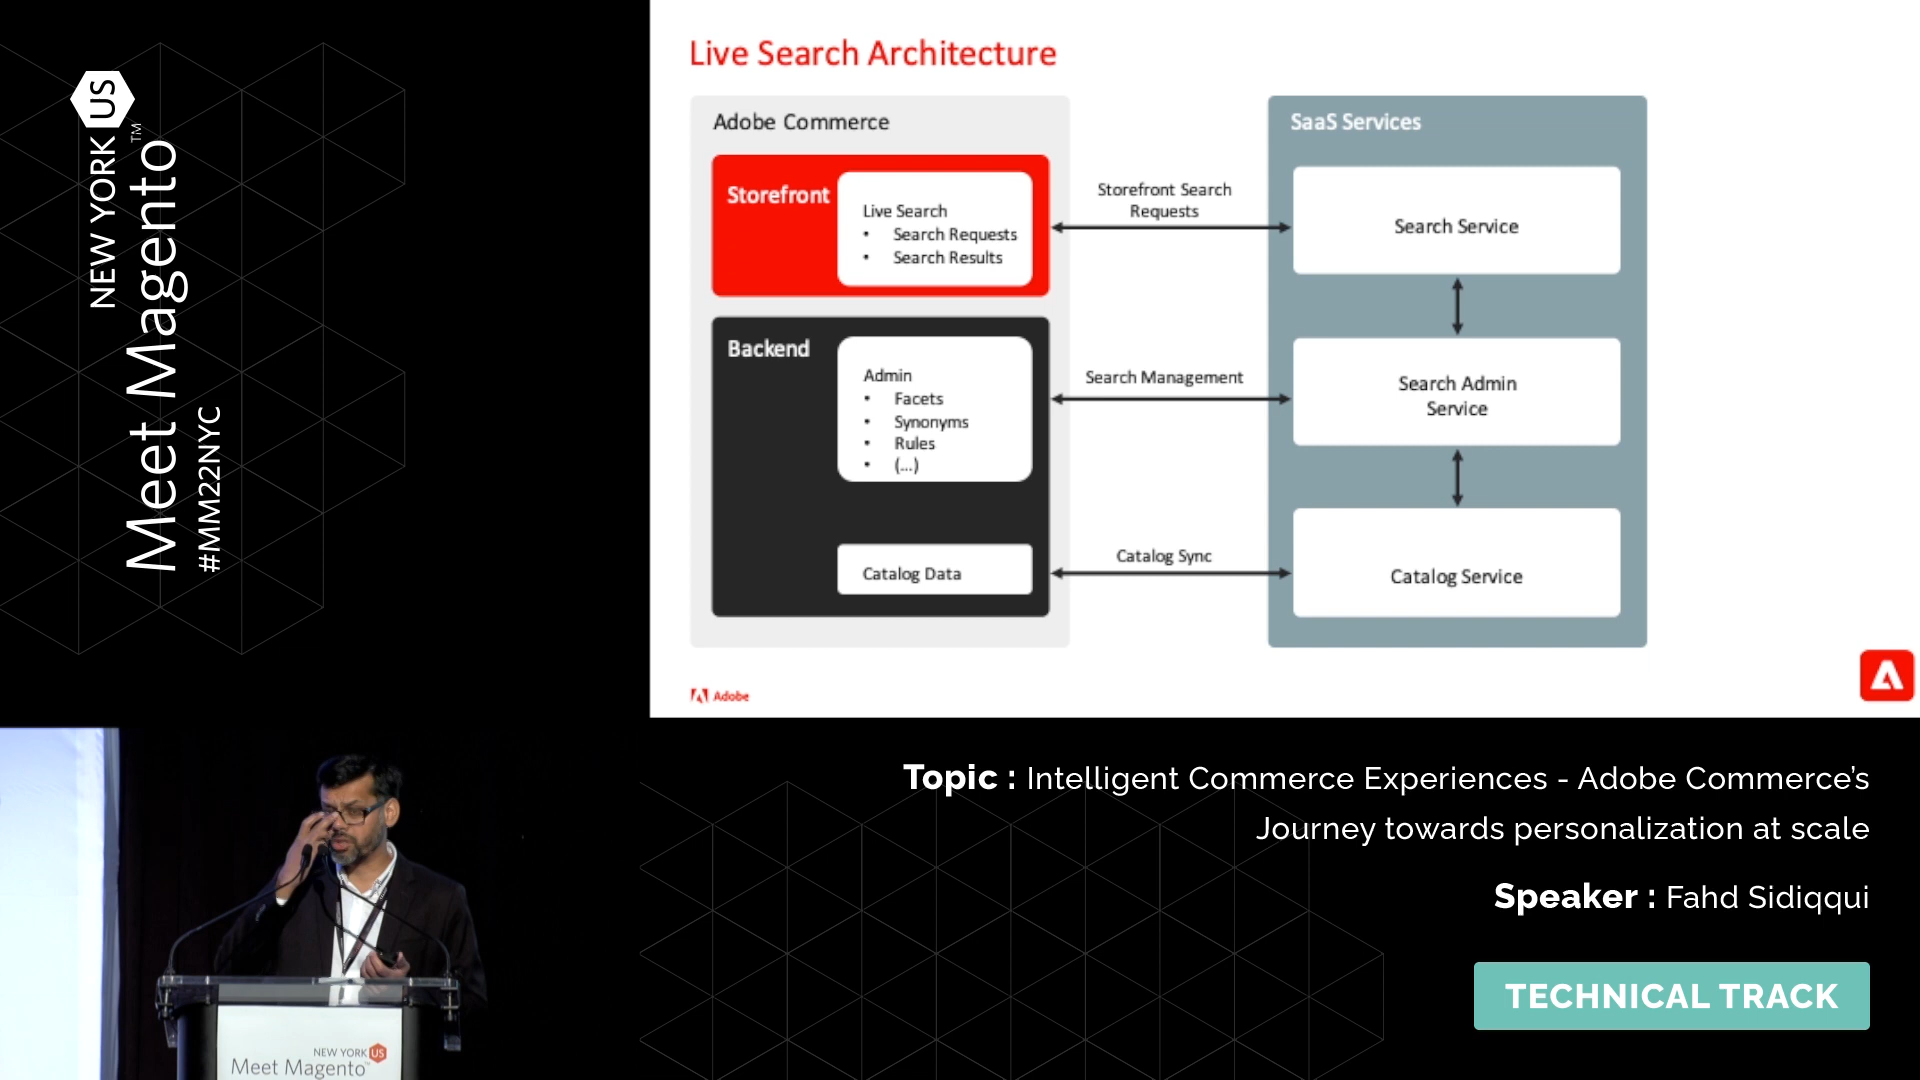 NEW YORK US
Meet Magento™
#MM22NYC
Live Search Architecture
Adobe Commerce
Storefront
Live Search
• Search Requests
• Search Results
Backend
Admin
• Facets
• Synonyms
• Rules
• (...)
Catalog Data
Storefront Search
Requests
Search Management
Catalog Sync
SaaS Services
Search Service
Search Admin
Service
Catalog Service
Adobe
Topic : Intelligent Commerce Experiences - Adobe Commerce’s
Journey towards personalization at scale
Speaker : Fahd Sidiqqui
TECHNICAL TRACK
NEW YORK US
Meet Magento